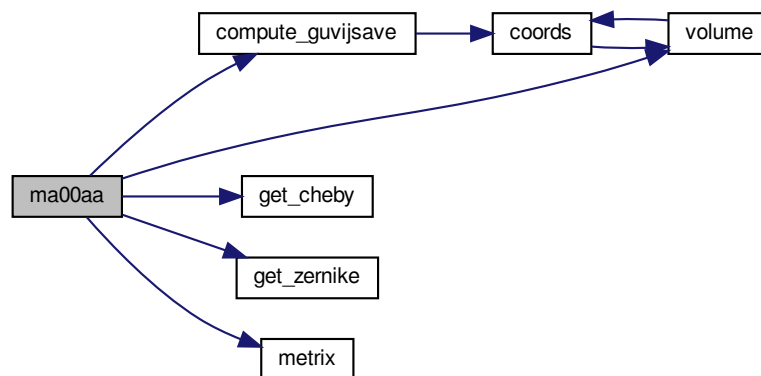 compute_guvijsave
coords
volume
ma00aa
get_cheby
get_zernike
metrix